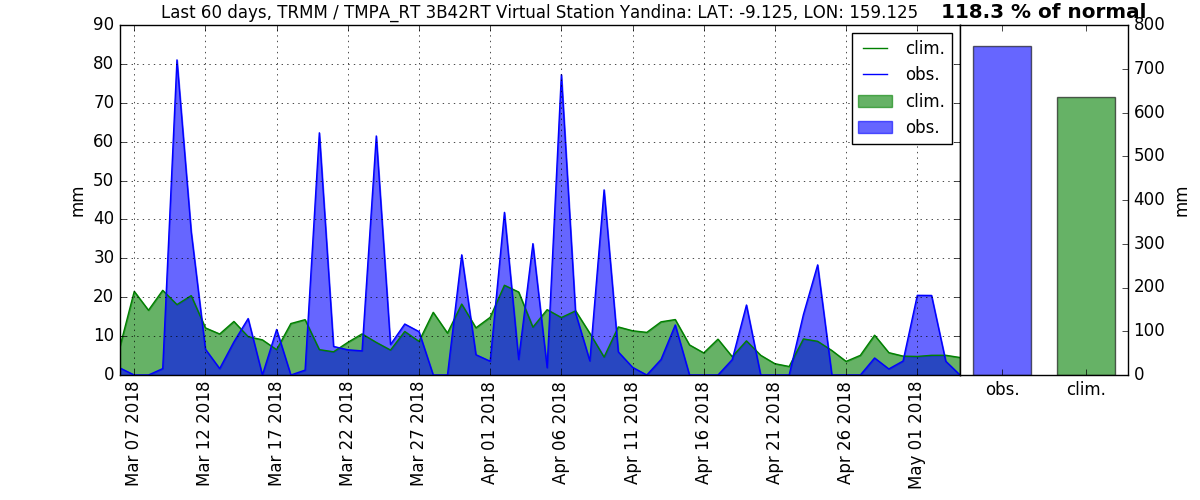 Last 60 days, TRMM / TMPA_RT 3B42RT Virtual Station Yandina: LAT: -9.125, LON: 159.125
118.3 % of normal
90
80
70
60
50
40
30
20
10
0
mm
clim.
obs.
clim.
obs.
800
700
600
500
400
300
200
100
0
mm
obs.
clim.
Mar 07 2018
Mar 12 2018
Mar 17 2018
Mar 22 2018
Mar 27 2018
Apr 01 2018
Apr 06 2018
Apr 11 2018
Apr 16 2018
Apr 21 2018
Apr 26 2018
May 01 2018